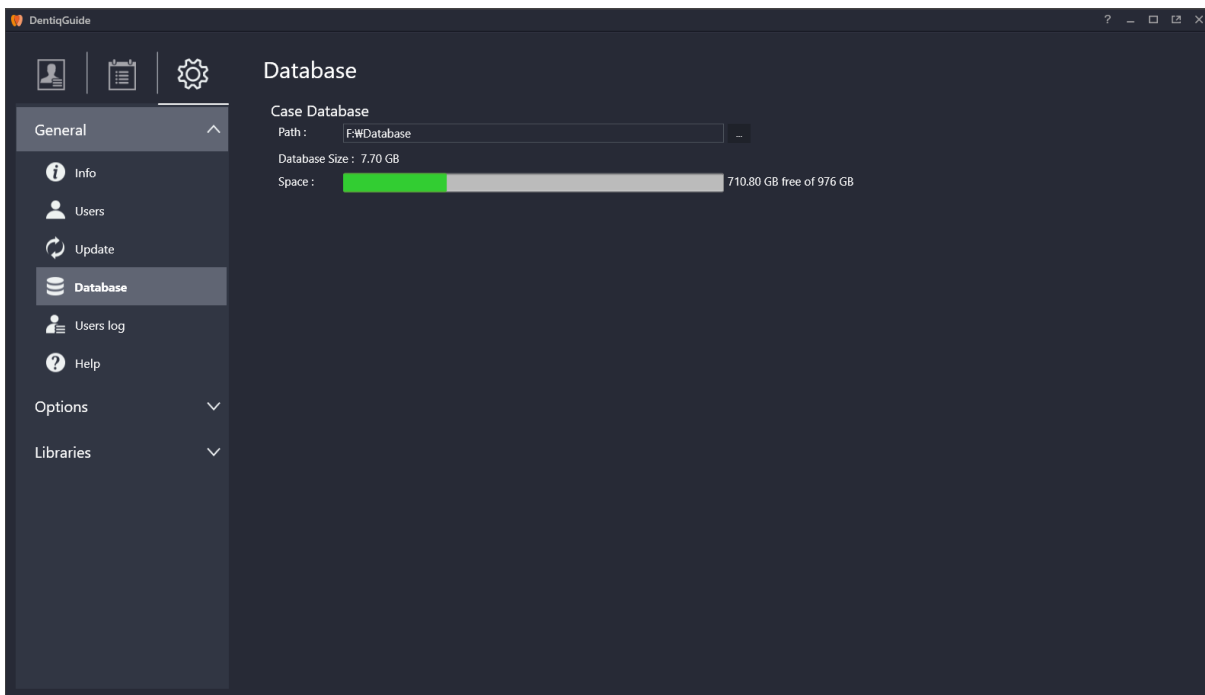 DentiqGuide
Database
Case Database
Path :
F:₩Database
...
Database Size : 7.70 GB
Space :
710.80 GB free of 976 GB
General
Info
Users
Update
Database
Users log
Help
Options
Libraries